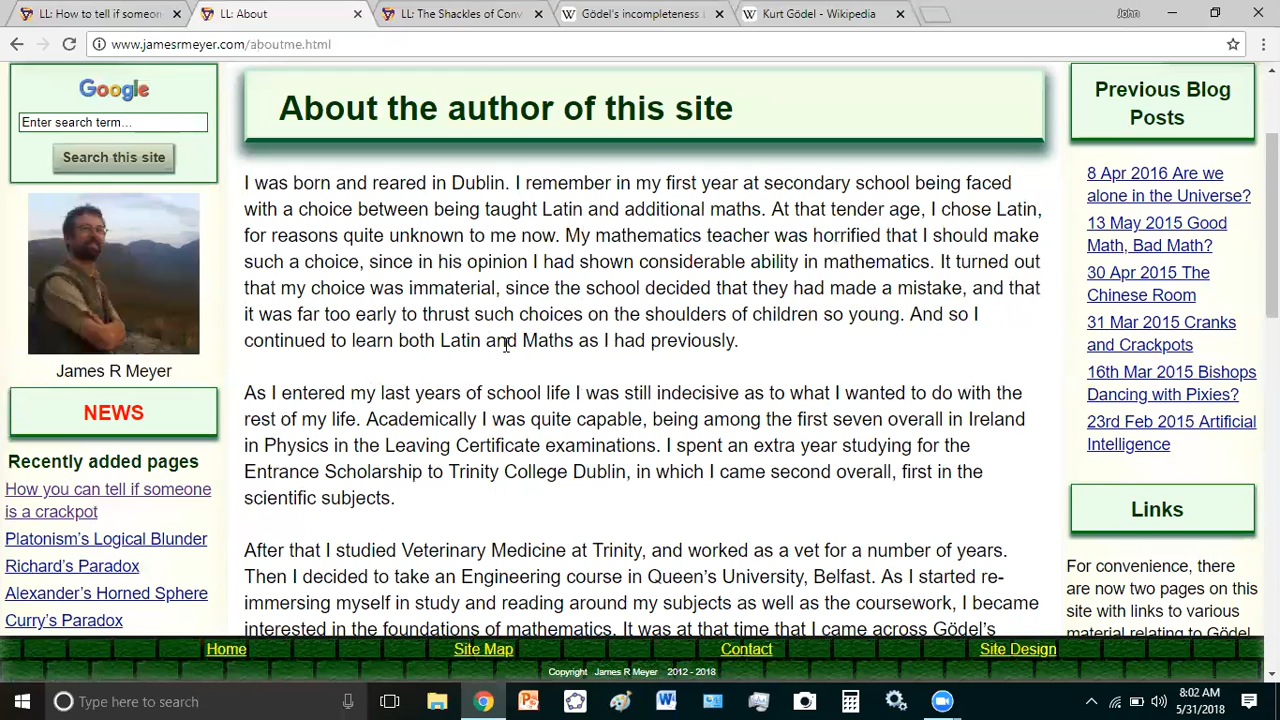 LL: How to tell if someone
LL: About
LL: The Shackles of Conv
Gödel's incompleteness
Kurt Gödel - Wikipedia
John
www.jamesrmeyer.com/aboutme.html
Google
Enter search term...
Search this site
James R Meyer
NEWS
Recently added pages
How you can tell if someone
is a crackpot
Platonism's Logical Blunder
Richard's Paradox
Alexander's Horned Sphere
Curry's Paradox
About the author of this site
I was born and reared in Dublin. I remember in my first year at secondary school being faced
with a choice between being taught Latin and additional maths. At that tender age, I chose Latin,
for reasons quite unknown to me now. My mathematics teacher was horrified that I should make
such a choice, since in his opinion I had shown considerable ability in mathematics. It turned out
that my choice was immaterial, since the school decided that they had made a mistake, and that
it was far too early to thrust such choices on the shoulders of children so young. And so I
continued to learn both Latin and Maths as I had previously.
As I entered my last years of school life I was still indecisive as to what I wanted to do with the
rest of my life. Academically I was quite capable, being among the first seven overall in Ireland
in Physics in the Leaving Certificate examinations. I spent an extra year studying for the
Entrance Scholarship to Trinity College Dublin, in which I came second overall, first in the
scientific subjects.
After that I studied Veterinary Medicine at Trinity, and worked as a vet for a number of years.
Then I decided to take an Engineering course in Queen's University, Belfast. As I started re-
immersing myself in study and reading around my subjects as well as the coursework, I became
interested in the foundations of mathematics. It was at that time that I came across Gödel's
Previous Blog
Posts
8 Apr 2016 Are we
alone in the Universe?
13 May 2015 Good
Math, Bad Math?
30 Apr 2015 The
Chinese Room
31 Mar 2015 Cranks
and Crackpots
16th Mar 2015 Bishops
Dancing with Pixies?
23rd Feb 2015 Artificial
Intelligence
Links
For convenience, there
are now two pages on this
site with links to various
material relating to Gödel
Home
Site Map
Contact
Site Design
Copyright James R Meyer 2012 - 2018
Type here to search
8:02 AM
5/31/2018